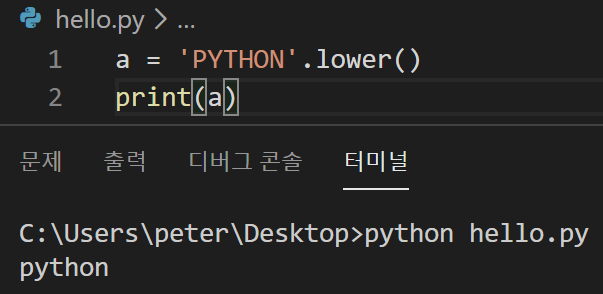 hello.py > ...
1 a = 'PYTHON'.lower()
2 print(a)
문제 출력 디버그 콘솔 터미널
C:\Users\peter\Desktop>python hello.py
python